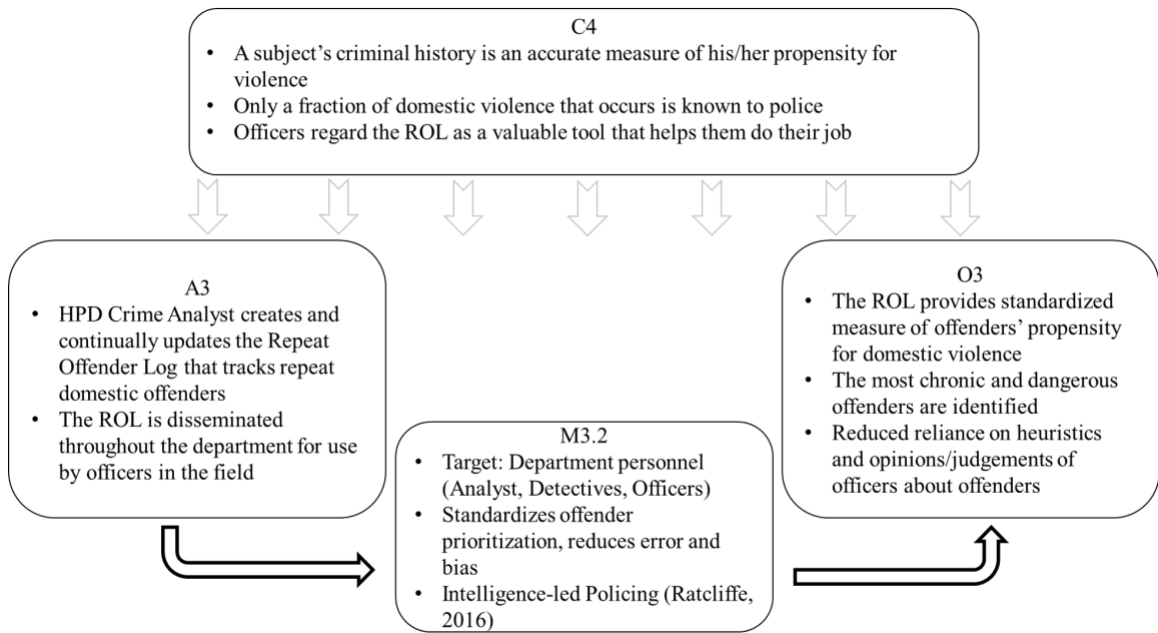 C4
• A subject's criminal history is an accurate measure of his/her propensity for
violence
• Only a fraction of domestic violence that occurs is known to police
• Officers regard the ROL as a valuable tool that helps them do their job
A3
• HPD Crime Analyst creates and
continually updates the Repeat
Offender Log that tracks repeat
domestic offenders
• The ROL is disseminated
throughout the department for use
by officers in the field
M3.2
• Target: Department personnel
(Analyst, Detectives, Officers)
• Standardizes offender
prioritization, reduces error and
bias
• Intelligence-led Policing (Ratcliffe,
2016)
O3
• The ROL provides standardized
measure of offenders' propensity
for domestic violence
• The most chronic and dangerous
offenders are identified
• Reduced reliance on heuristics
and opinions/judgements of
officers about offenders